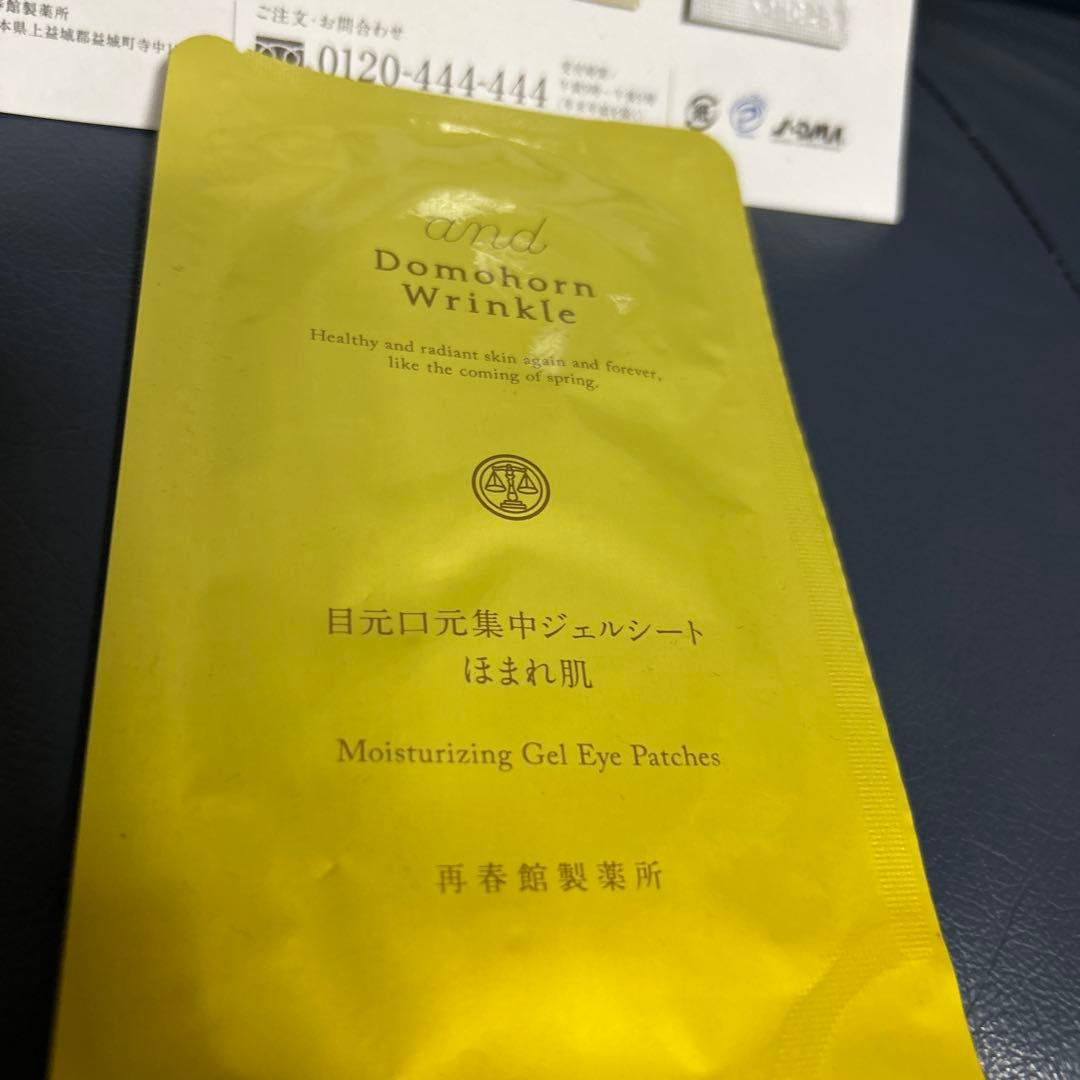 春館製薬所
本県上益城郡益城町寺中
ご注文・お問合わせ
0120-444-444
JADMA
and
Domohorn
Wrinkle
Healthy and radiant skin again and forever,
like the coming of spring.
目元口元集中ジェルシート
ほまれ肌
Moisturizing Gel Eye Patches
再春館製薬所